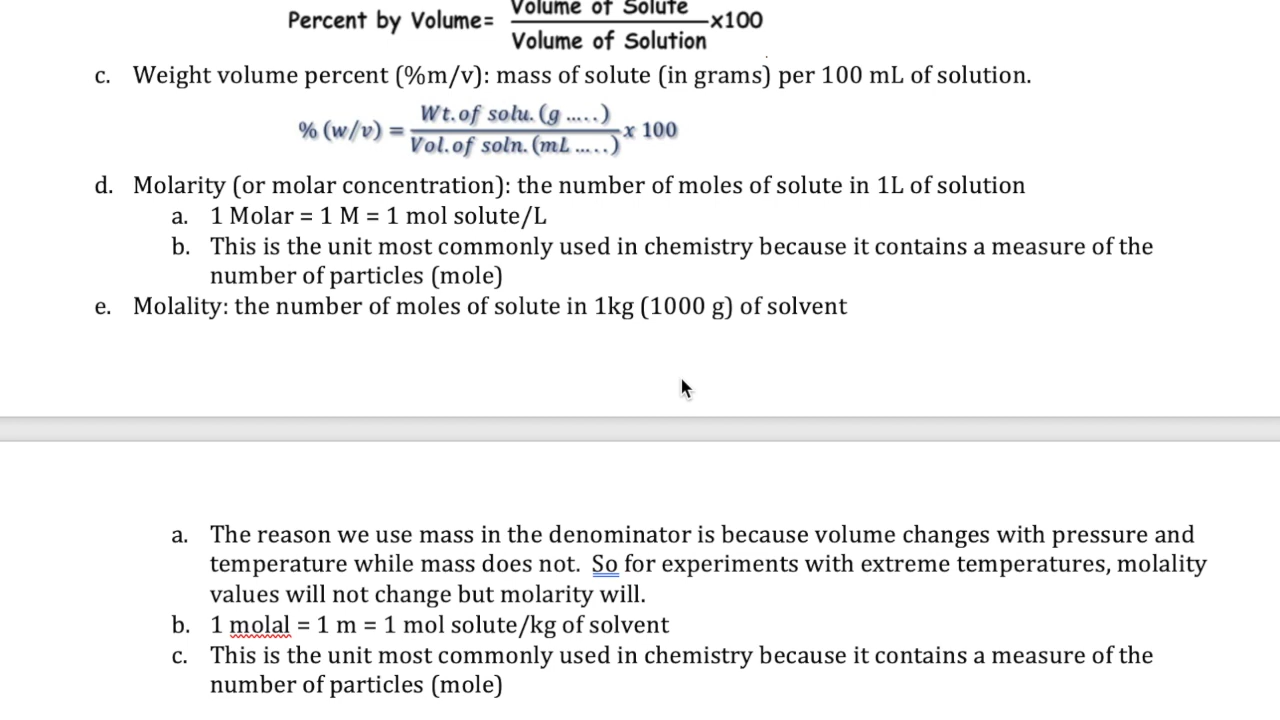 Volume of Solute
Percent by Volume= x100
Volume of Solution
c. Weight volume percent (%m/v): mass of solute (in grams) per 100 mL of solution.
Wt. of solu. (g .....)
% (w/v) = x 100
Vol. of soln. (mL .....)
d. Molarity (or molar concentration): the number of moles of solute in 1L of solution
a. 1 Molar = 1 M = 1 mol solute/L
b. This is the unit most commonly used in chemistry because it contains a measure of the
number of particles (mole)
e. Molality: the number of moles of solute in 1kg (1000 g) of solvent
a. The reason we use mass in the denominator is because volume changes with pressure and
temperature while mass does not. So for experiments with extreme temperatures, molality
values will not change but molarity will.
b. 1 molal = 1 m = 1 mol solute/kg of solvent
c. This is the unit most commonly used in chemistry because it contains a measure of the
number of particles (mole)